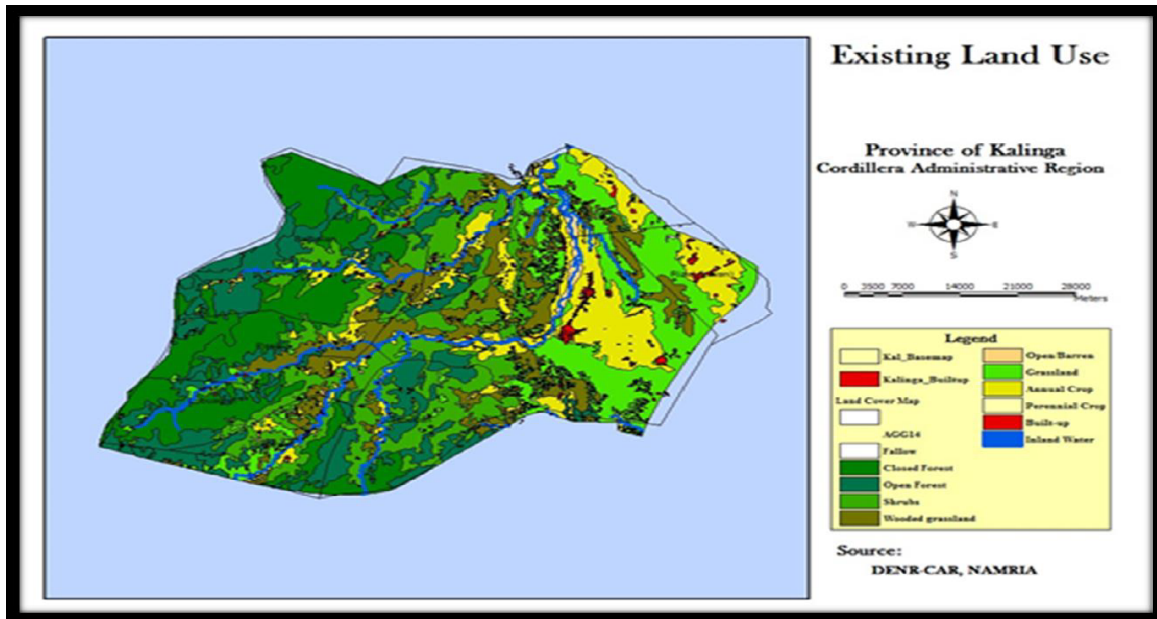 Existing Land Use
Province of Kalinga
Cordillera Administrative Region
N
W E
S
0 3500 7000 14000 21000 28000
Meters
Legend
Kal_Basemap
Kalinga_Builtup
Land Cover Map
AGG14
Fallow
Closed Forest
Open Forest
Shrubs
Wooded grassland
Open/Barren
Grassland
Annual Crop
Perennial Crop
Built-up
Inland Water
Source:
DENR-CAR, NAMRIA